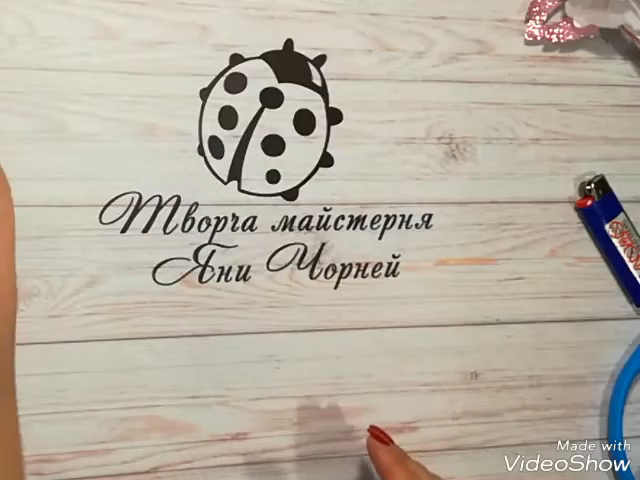 Творча майстерня
Яни Чорней
Made with
VideoShow